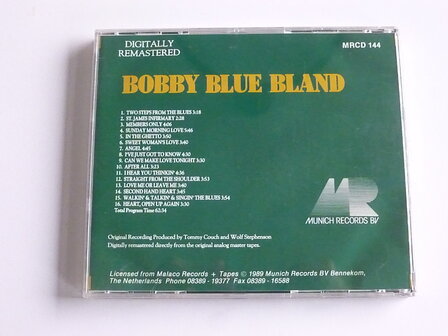 DIGITALLY
REMASTERED
MRCD 144
BOBBY BLUE BLAND
1. TWO STEPS FROM THE BLUES 3:18
2. ST. JAMES INFIRMARY 2:28
3. MEMBERS ONLY 4:06
4. SUNDAY MORNING LOVE 5:46
5. IN THE GHETTO 3:50
6. SWEET WOMAN'S LOVE 3:40
7. ANGEL 4:45
8. I'VE JUST GOT TO KNOW 4:30
9. CAN WE MAKE LOVE TONIGHT 3:30
10. AFTER ALL 3:23
11. I HEAR YOU THINKIN' 4:36
12. STRAIGHT FROM THE SHOULDER 3:53
13. LOVE ME OR LEAVE ME 3:40
14. SECOND HAND HEART 3:45
15. WALKIN' & TALKIN' & SINGIN' THE BLUES 3:54
16. HEART, OPEN UP AGAIN 3:30
Total Program Time 62:34
MR
MUNICH RECORDS BV
Original Recording Produced by Tommy Couch and Wolf Stephenson
Digitally remastered directly from the original analog master tapes.
Licensed from Malaco Records + Tapes © 1989 Munich Records BV Bennekom,
The Netherlands Phone 08389 - 19377 Fax 08389 - 16588